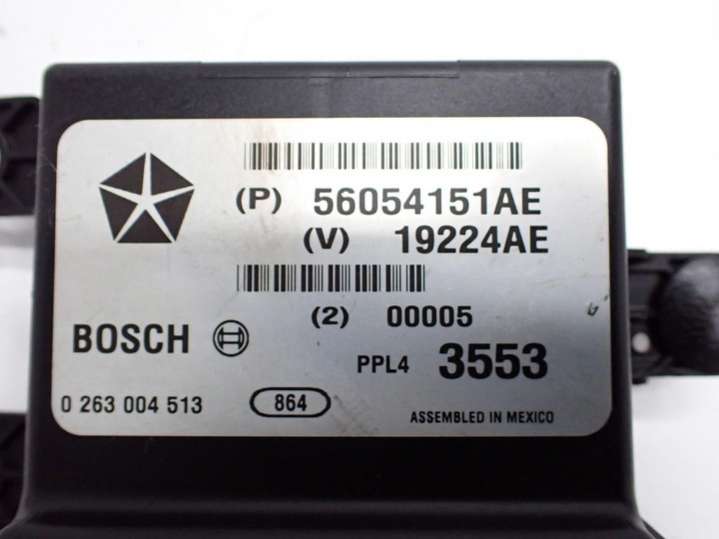 (P) 56054151AE
(V) 19224AE
(2) 00005
BOSCH
PPL4 3553
0 263 004 513
864
ASSEMBLED IN MEXICO